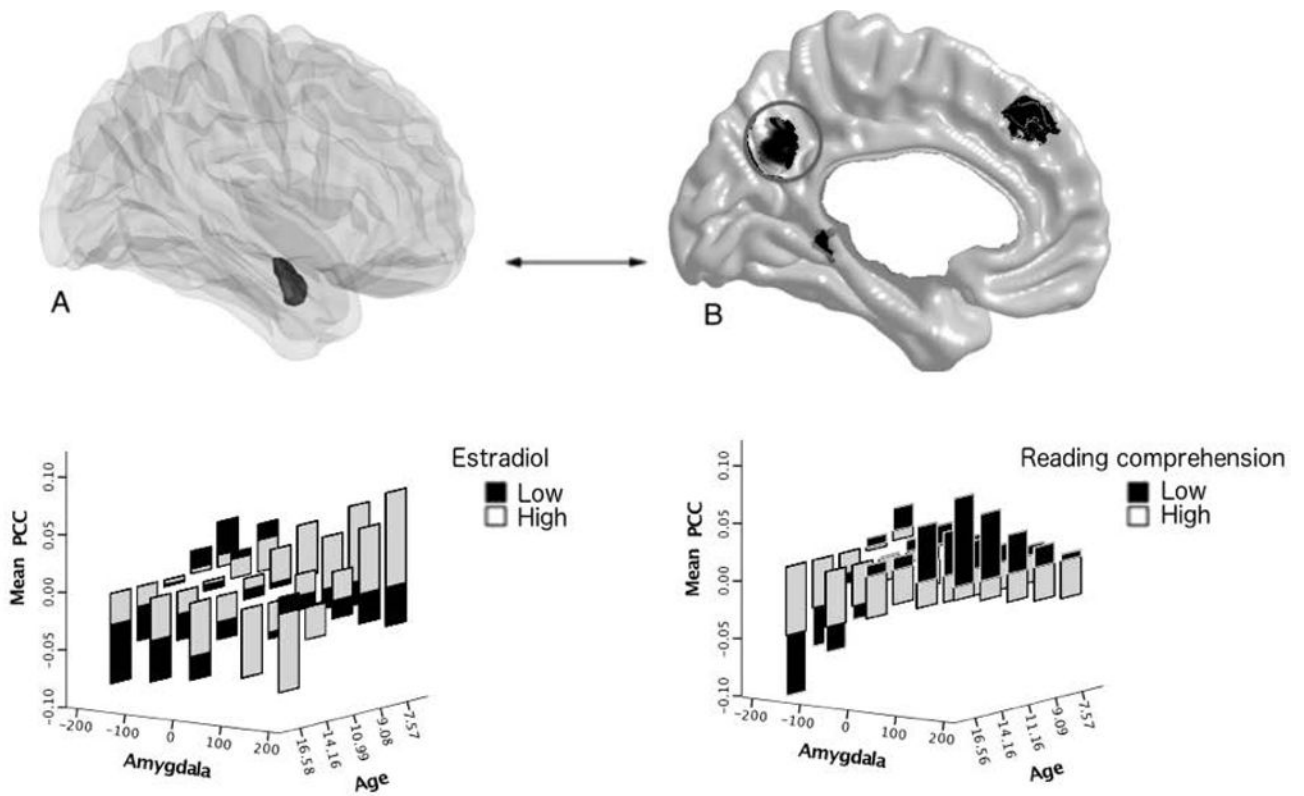 A
B
Estradiol
Low
High
Mean PCC
0.10
0.05
0.00
−0.05
−0.10
−200
−100
0
100
200
Amygdala
16.58
14.16
10.99
9.08
7.57
Age
Reading comprehension
Low
High
Mean PCC
0.10
0.05
0.00
−0.05
−0.10
−200
−100
0
100
200
Amygdala
16.56
14.16
11.16
9.09
7.57
Age